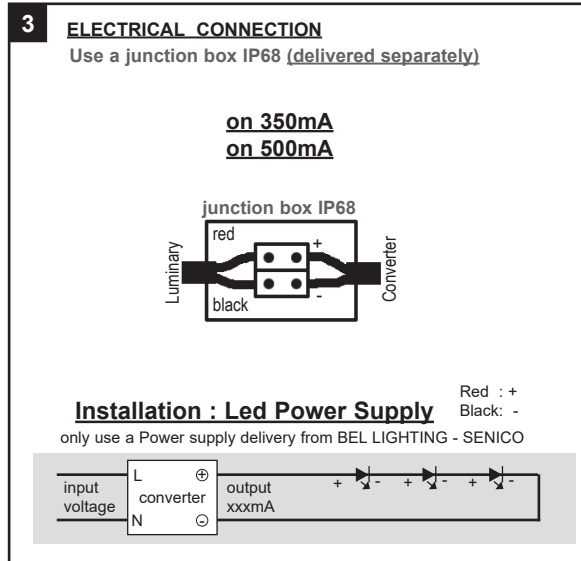 3
ELECTRICAL CONNECTION
Use a junction box IP68 (delivered separately)
on 350mA
on 500mA
junction box IP68
red
+
Luminary
Converter
black
-
Red : +
Installation : Led Power Supply
Black: -
only use a Power supply delivery from BEL LIGHTING - SENICO
L +
+ - + - + -
input
voltage
converter
output
xxxmA
N -